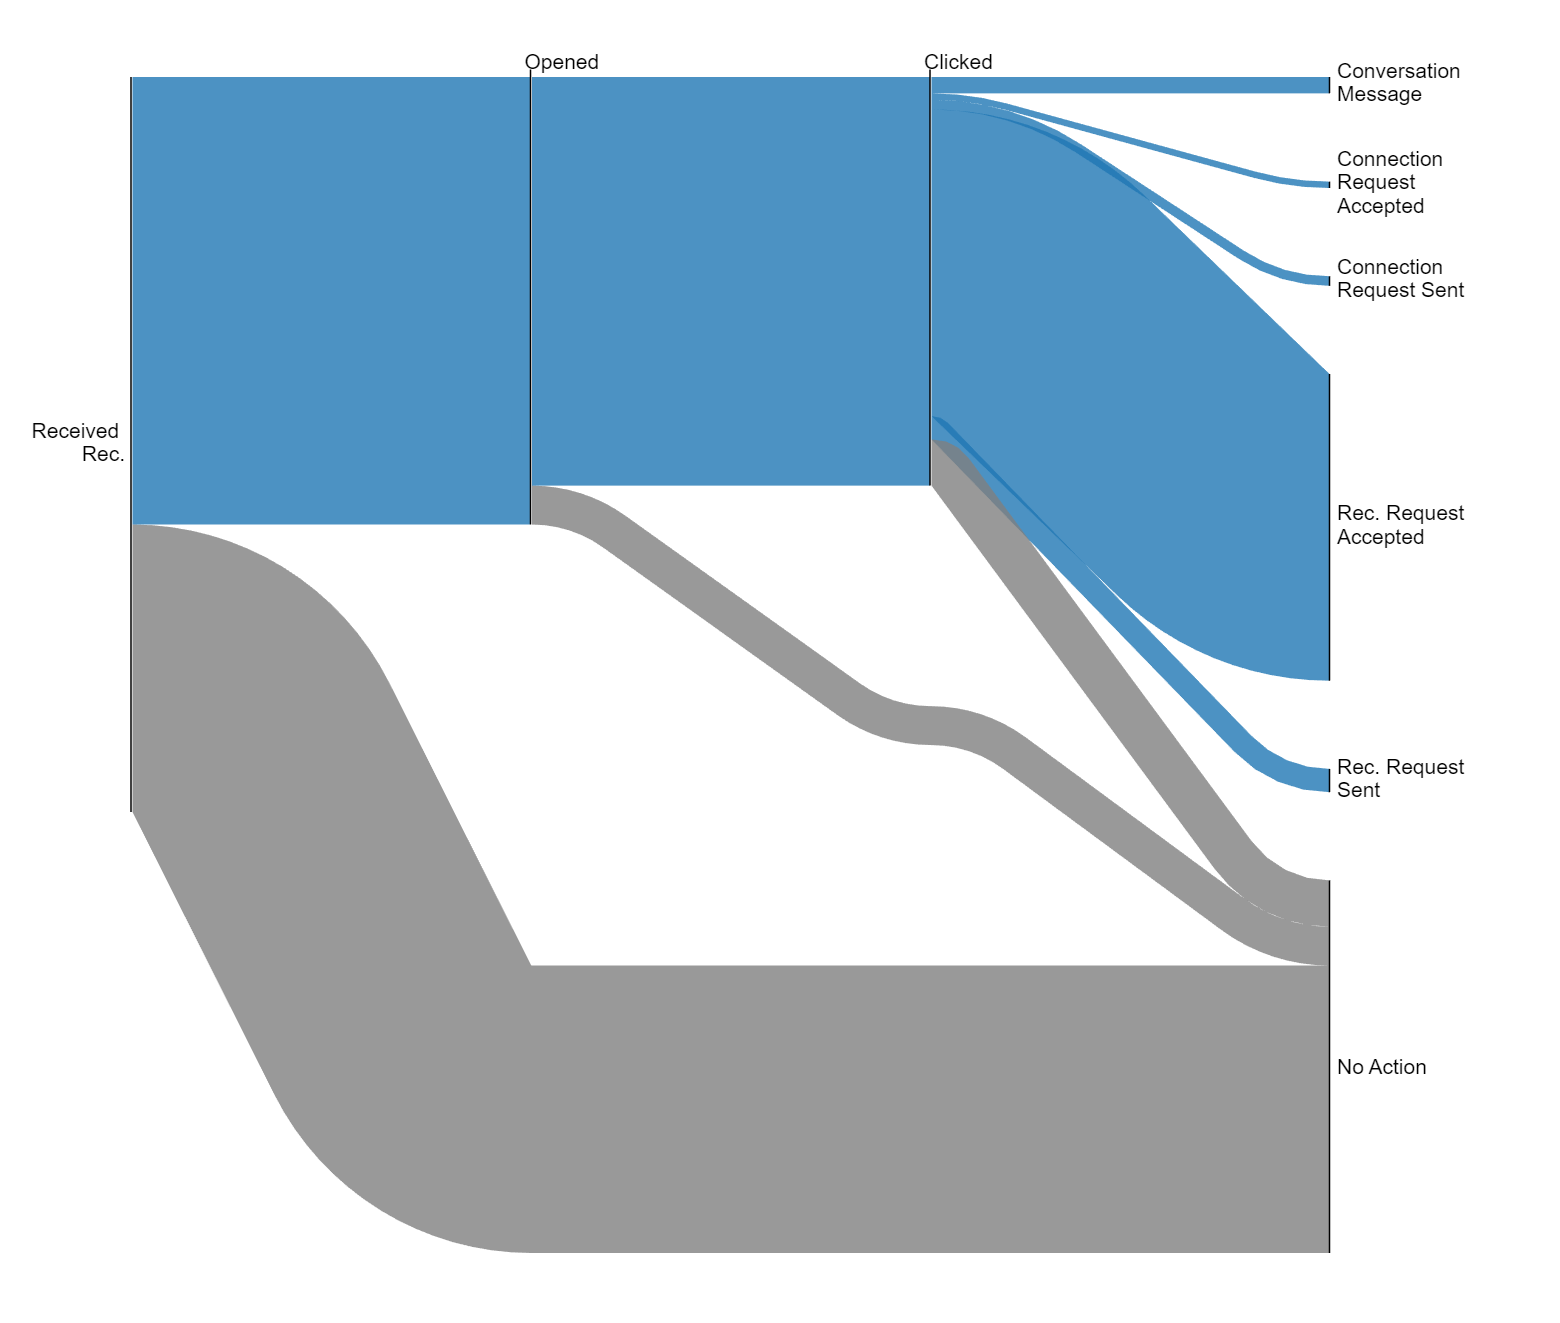 Opened
Clicked
Conversation
Message
Connection
Request
Accepted
Connection
Request Sent
Received
Rec.
Rec. Request
Accepted
Rec. Request
Sent
No Action